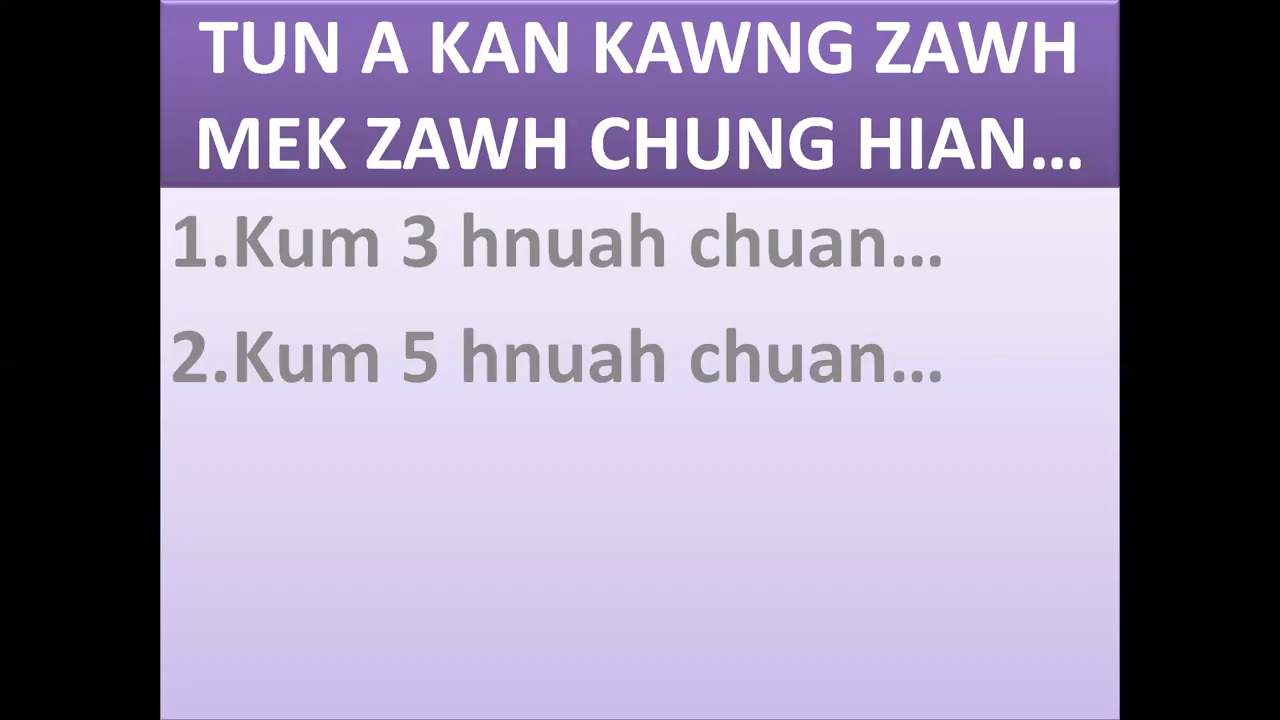 TUN A KAN KAWNG ZAWH
MEK ZAWH CHUNG HIAN…
1.Kum 3 hnuah chuan…
2.Kum 5 hnuah chuan…